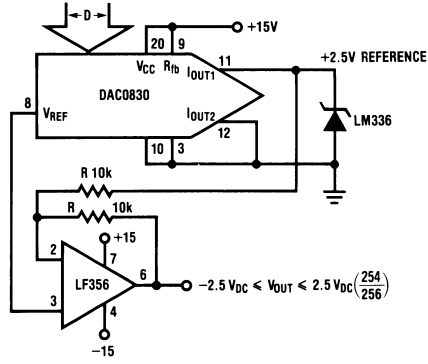 D
+15V
20 9
VCC Rfb IOUT1
11
+2.5V REFERENCE
DAC0830
8
VREF
IOUT2
12
LM336
10 3
R 10k
R 10k
+15
2
7
LF356
6
−2.5 VDC ≤ VOUT ≤ 2.5 VDC(254/256)
3
4
−15